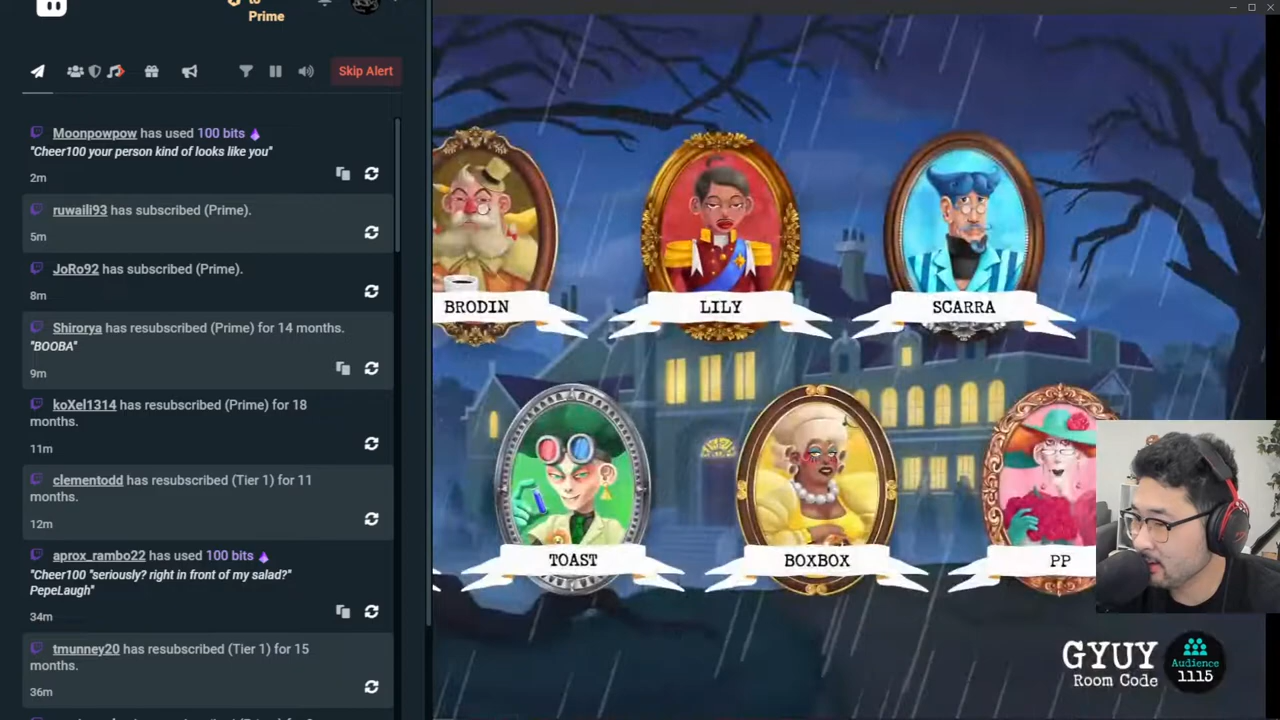 to
Prime
Skip Alert
Moonpowpow has used 100 bits
"Cheer100 your person kind of looks like you"
2m
ruwaili93 has subscribed (Prime).
5m
JoRo92 has subscribed (Prime).
8m
Shirorya has resubscribed (Prime) for 14 months.
"BOOBA"
9m
koXel1314 has resubscribed (Prime) for 18
months.
11m
clementodd has resubscribed (Tier 1) for 11
months.
12m
aprox_rambo22 has used 100 bits
"Cheer100 "seriously? right in front of my salad?"
PepeLaugh"
34m
tmunney20 has resubscribed (Tier 1) for 15
months.
36m
BRODIN
LILY
SCARRA
TOAST
BOXBOX
PP
GYUY
Room Code
Audience
1115